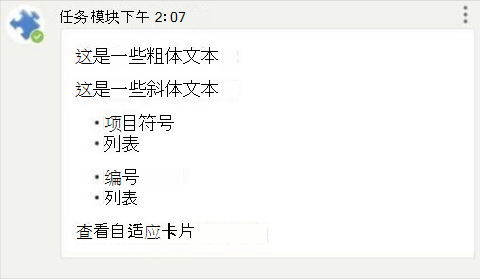 任务模块下午 2:07
这是一些粗体文本
这是一些斜体文本
• 项目符号
• 列表
• 编号
• 列表
查看自适应卡片